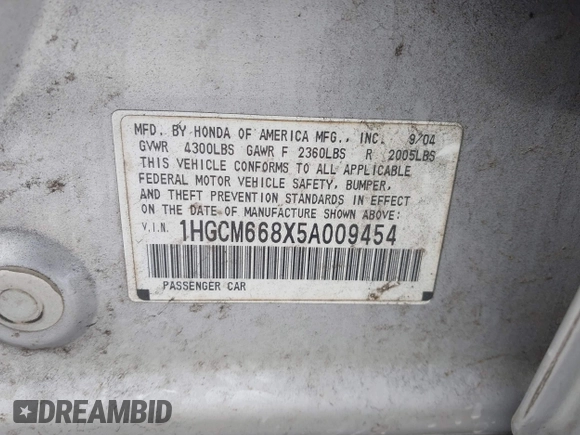 MFD. BY HONDA OF AMERICA MFG., INC. 9/04
GVWR 4300LBS GAWR F 2360LBS R 2005LBS
THIS VEHICLE CONFORMS TO ALL APPLICABLE
FEDERAL MOTOR VEHICLE SAFETY, BUMPER,
AND THEFT PREVENTION STANDARDS IN EFFECT
ON THE DATE OF MANUFACTURE SHOWN ABOVE:
V.I.N. 1HGCM668X5A009454
PASSENGER CAR
DREAMBID